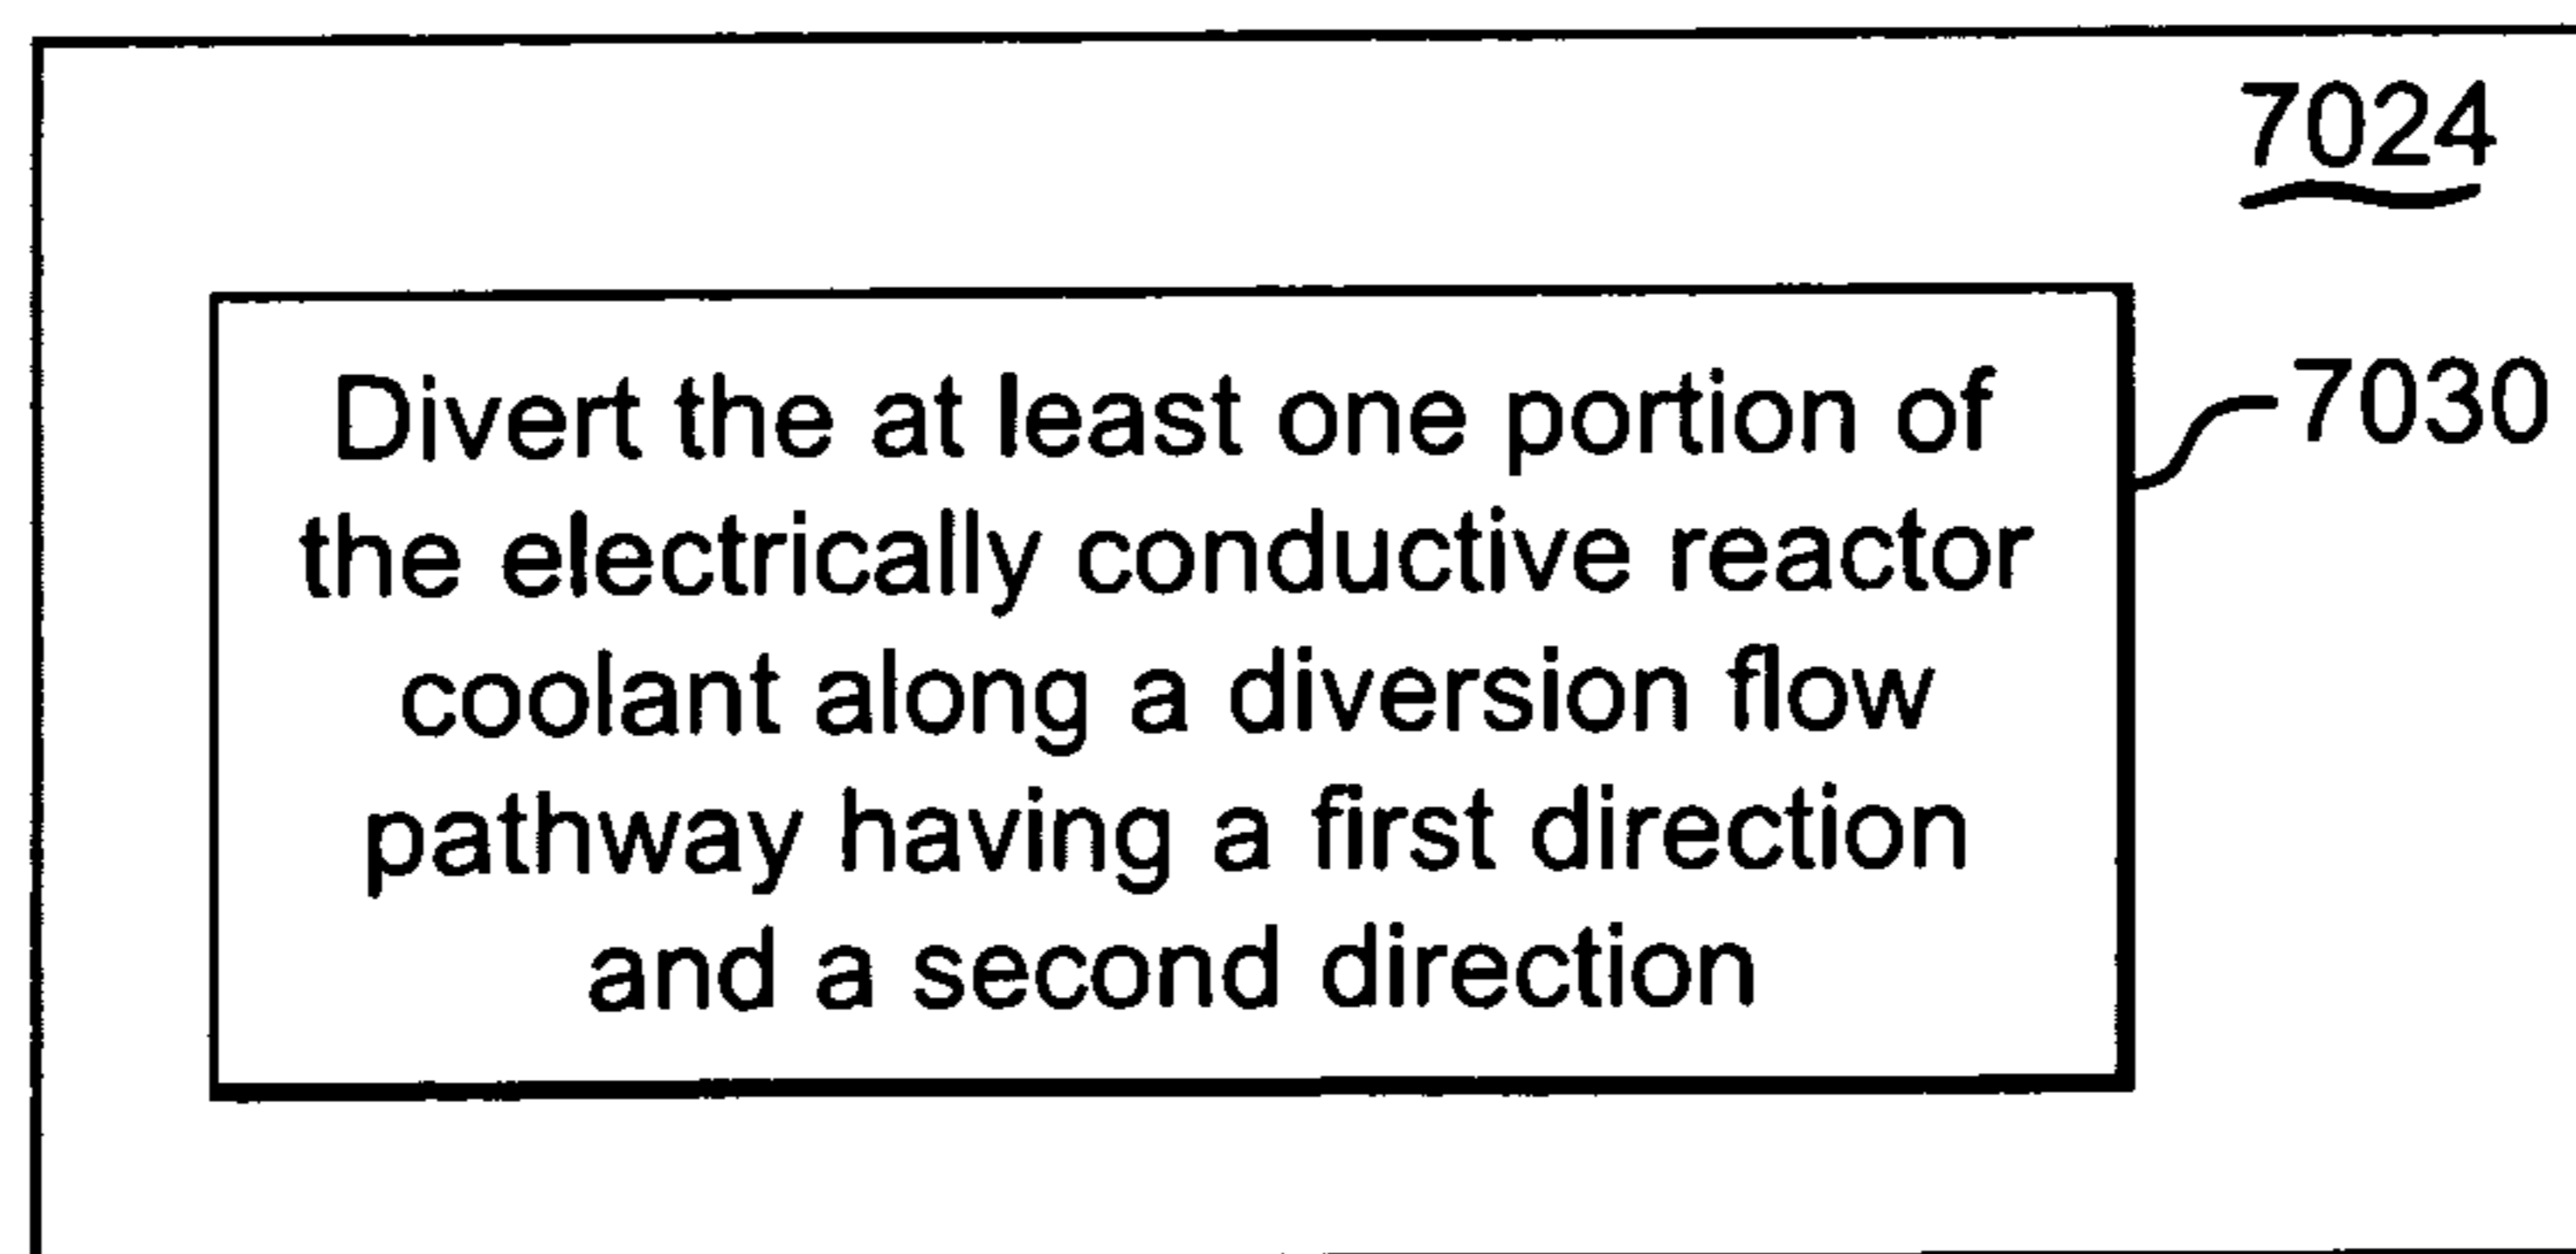 7024
Divert the at least one portion of
the electrically conductive reactor
coolant along a diversion flow
pathway having a first direction
and a second direction
7030